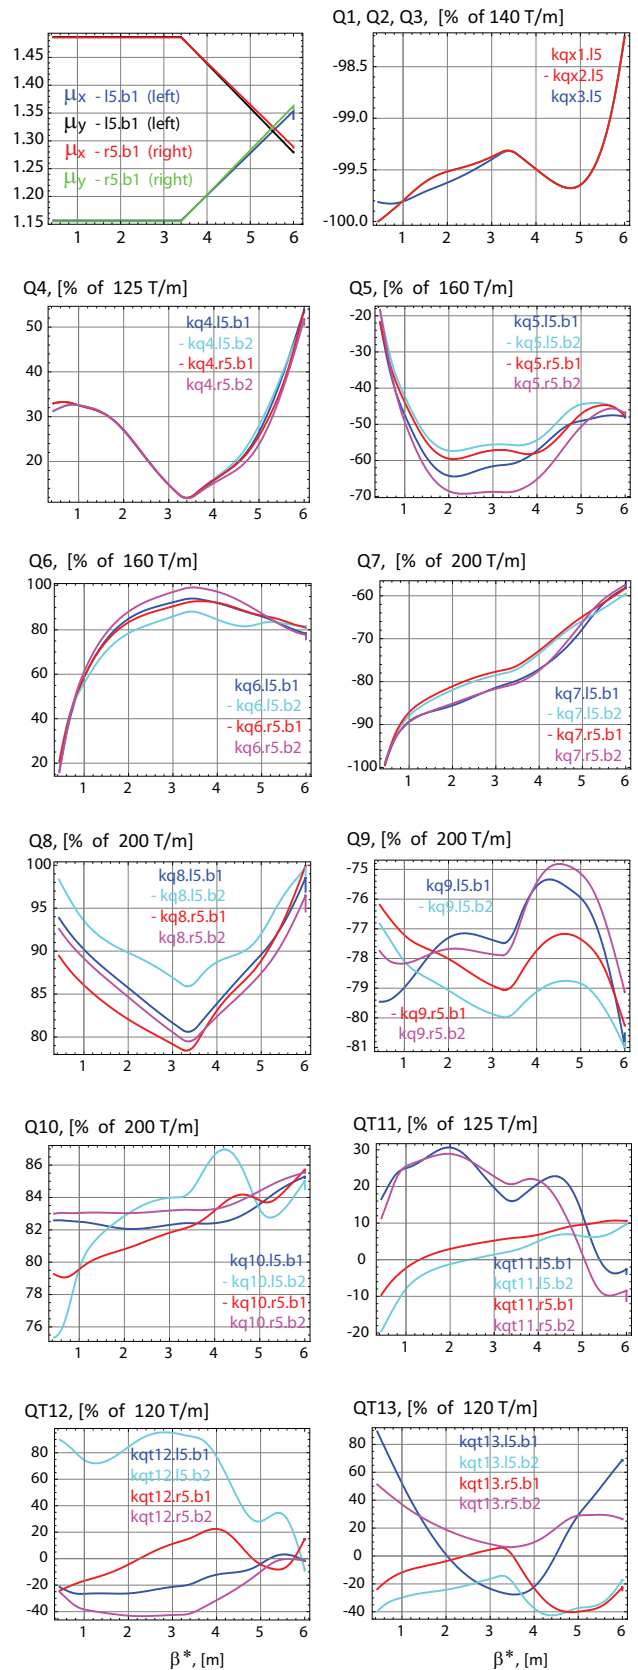 1.45
1.40
1.35
1.30
1.25
1.20
1.15
μx - l5.b1 (left)
μy - l5.b1 (left)
μx - r5.b1 (right)
μy - r5.b1 (right)
1 2 3 4 5 6
Q1, Q2, Q3, [% of 140 T/m]
-98.5
-99.0
-99.5
-100.0
kqx1.l5
- kqx2.l5
kqx3.l5
1 2 3 4 5 6
Q4, [% of 125 T/m]
50
40
30
20
kq4.l5.b1
- kq4.l5.b2
- kq4.r5.b1
kq4.r5.b2
1 2 3 4 5 6
Q5, [% of 160 T/m]
-20
-30
-40
-50
-60
-70
kq5.l5.b1
- kq5.l5.b2
- kq5.r5.b1
kq5.r5.b2
1 2 3 4 5 6
Q6, [% of 160 T/m]
100
80
60
40
20
kq6.l5.b1
- kq6.l5.b2
- kq6.r5.b1
kq6.r5.b2
1 2 3 4 5 6
Q7, [% of 200 T/m]
-60
-70
-80
-90
-100
kq7.l5.b1
- kq7.l5.b2
- kq7.r5.b1
kq7.r5.b2
1 2 3 4 5 6
Q8, [% of 200 T/m]
100
95
90
85
80
kq8.l5.b1
- kq8.l5.b2
- kq8.r5.b1
kq8.r5.b2
1 2 3 4 5 6
Q9, [% of 200 T/m]
-75
-76
-77
-78
-79
-80
-81
kq9.l5.b1
- kq9.l5.b2
- kq9.r5.b1
kq9.r5.b2
1 2 3 4 5 6
Q10, [% of 200 T/m]
86
84
82
80
78
76
kq10.l5.b1
- kq10.l5.b2
- kq10.r5.b1
kq10.r5.b2
1 2 3 4 5 6
QT11, [% of 125 T/m]
30
20
10
0
-10
-20
kqt11.l5.b1
kqt11.l5.b2
kqt11.r5.b1
kqt11.r5.b2
1 2 3 4 5 6
QT12, [% of 120 T/m]
80
60
40
20
0
-20
-40
kqt12.l5.b1
kqt12.l5.b2
kqt12.r5.b1
kqt12.r5.b2
1 2 3 4 5 6
β*, [m]
QT13, [% of 120 T/m]
80
60
40
20
0
-20
-40
kqt13.l5.b1
kqt13.l5.b2
kqt13.r5.b1
kqt13.r5.b2
1 2 3 4 5 6
β*, [m]